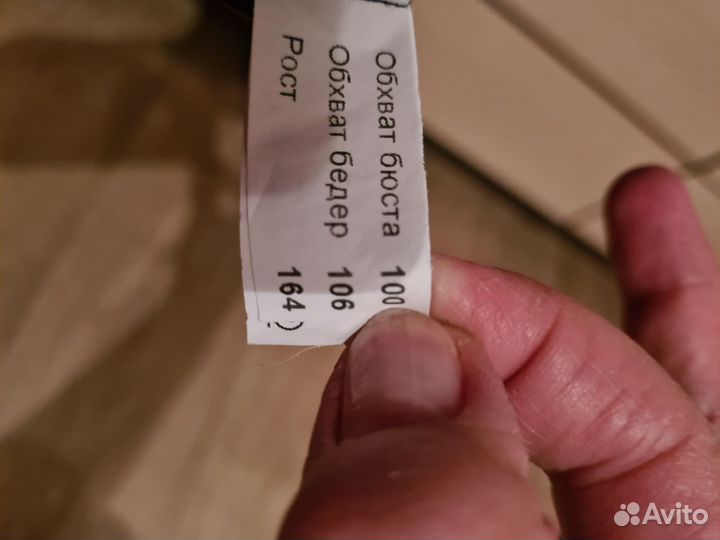 Обхват бюста 100
Обхват бедер 106
Рост 164
Avito